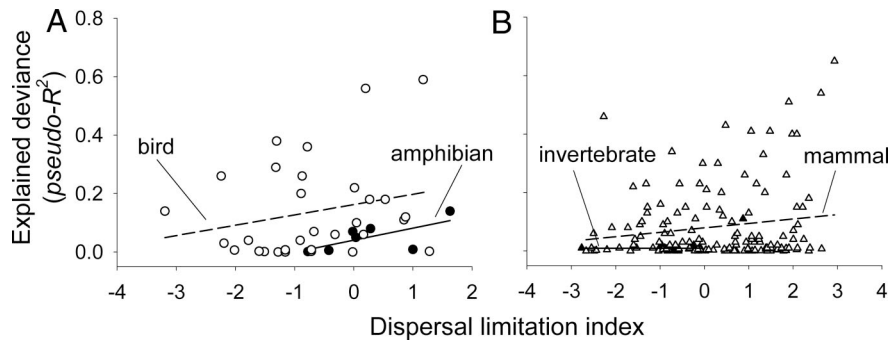 A
B
Explained deviance
(pseudo-R²)
0.8
0.6
0.4
0.2
0.0
bird
amphibian
invertebrate
mammal
-4 -3 -2 -1 0 1 2
-4 -3 -2 -1 0 1 2 3 4
Dispersal limitation index